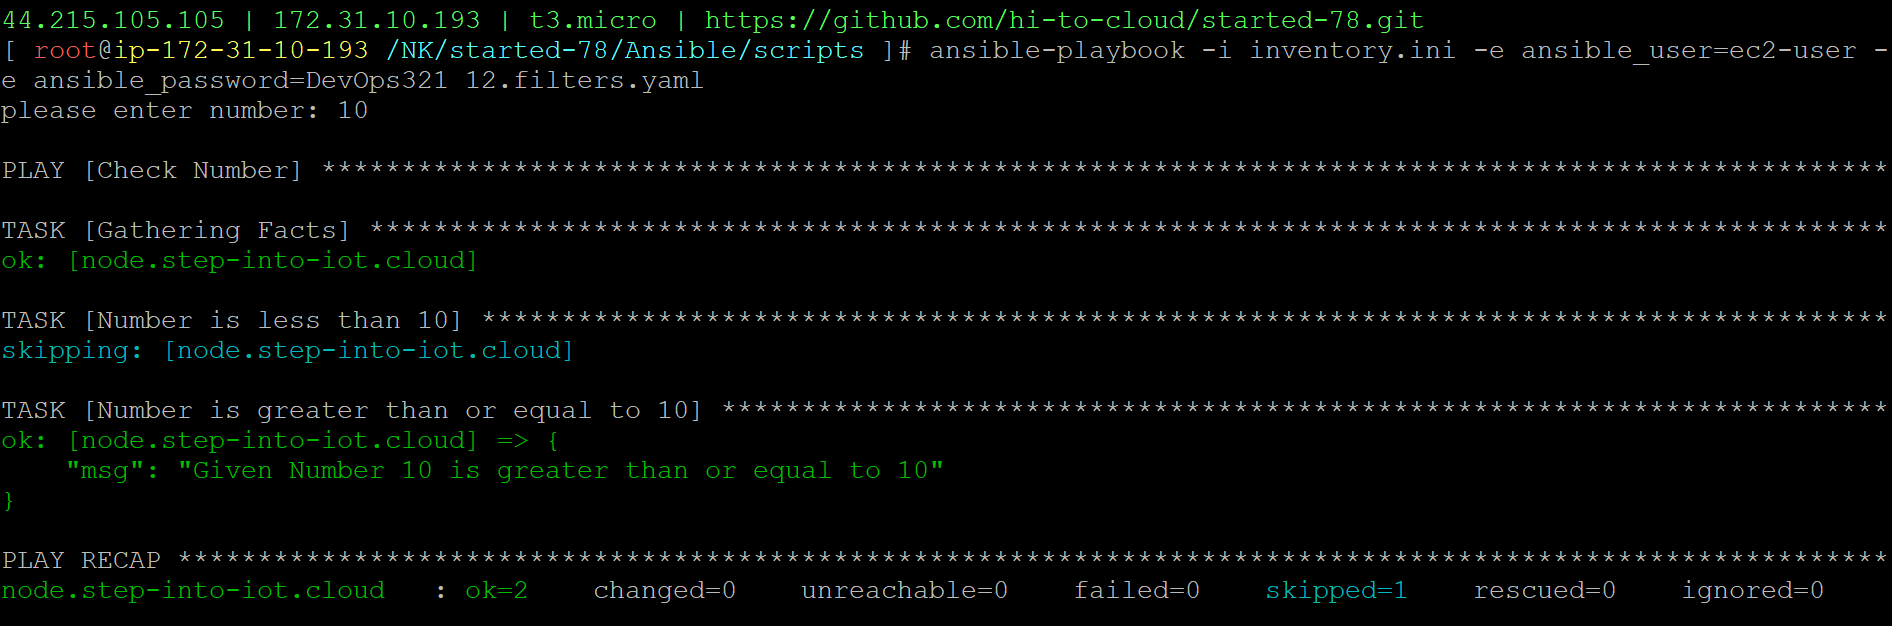 44.215.105.105 | 172.31.10.193 | t3.micro | https://github.com/hi-to-cloud/started-78.git
[ root@ip-172-31-10-193 /NK/started-78/Ansible/scripts ]# ansible-playbook -i inventory.ini -e ansible_user=ec2-user -
e ansible_password=DevOps321 12.filters.yaml
please enter number: 10
PLAY [Check Number] **************************************************************************************************
TASK [Gathering Facts] ***********************************************************************************************
ok: [node.step-into-iot.cloud]
TASK [Number is less than 10] ****************************************************************************************
skipping: [node.step-into-iot.cloud]
TASK [Number is greater than or equal to 10] *************************************************************************
ok: [node.step-into-iot.cloud] => {
    "msg": "Given Number 10 is greater than or equal to 10"
}
PLAY RECAP ***********************************************************************************************************
node.step-into-iot.cloud   : ok=2    changed=0    unreachable=0    failed=0    skipped=1    rescued=0    ignored=0